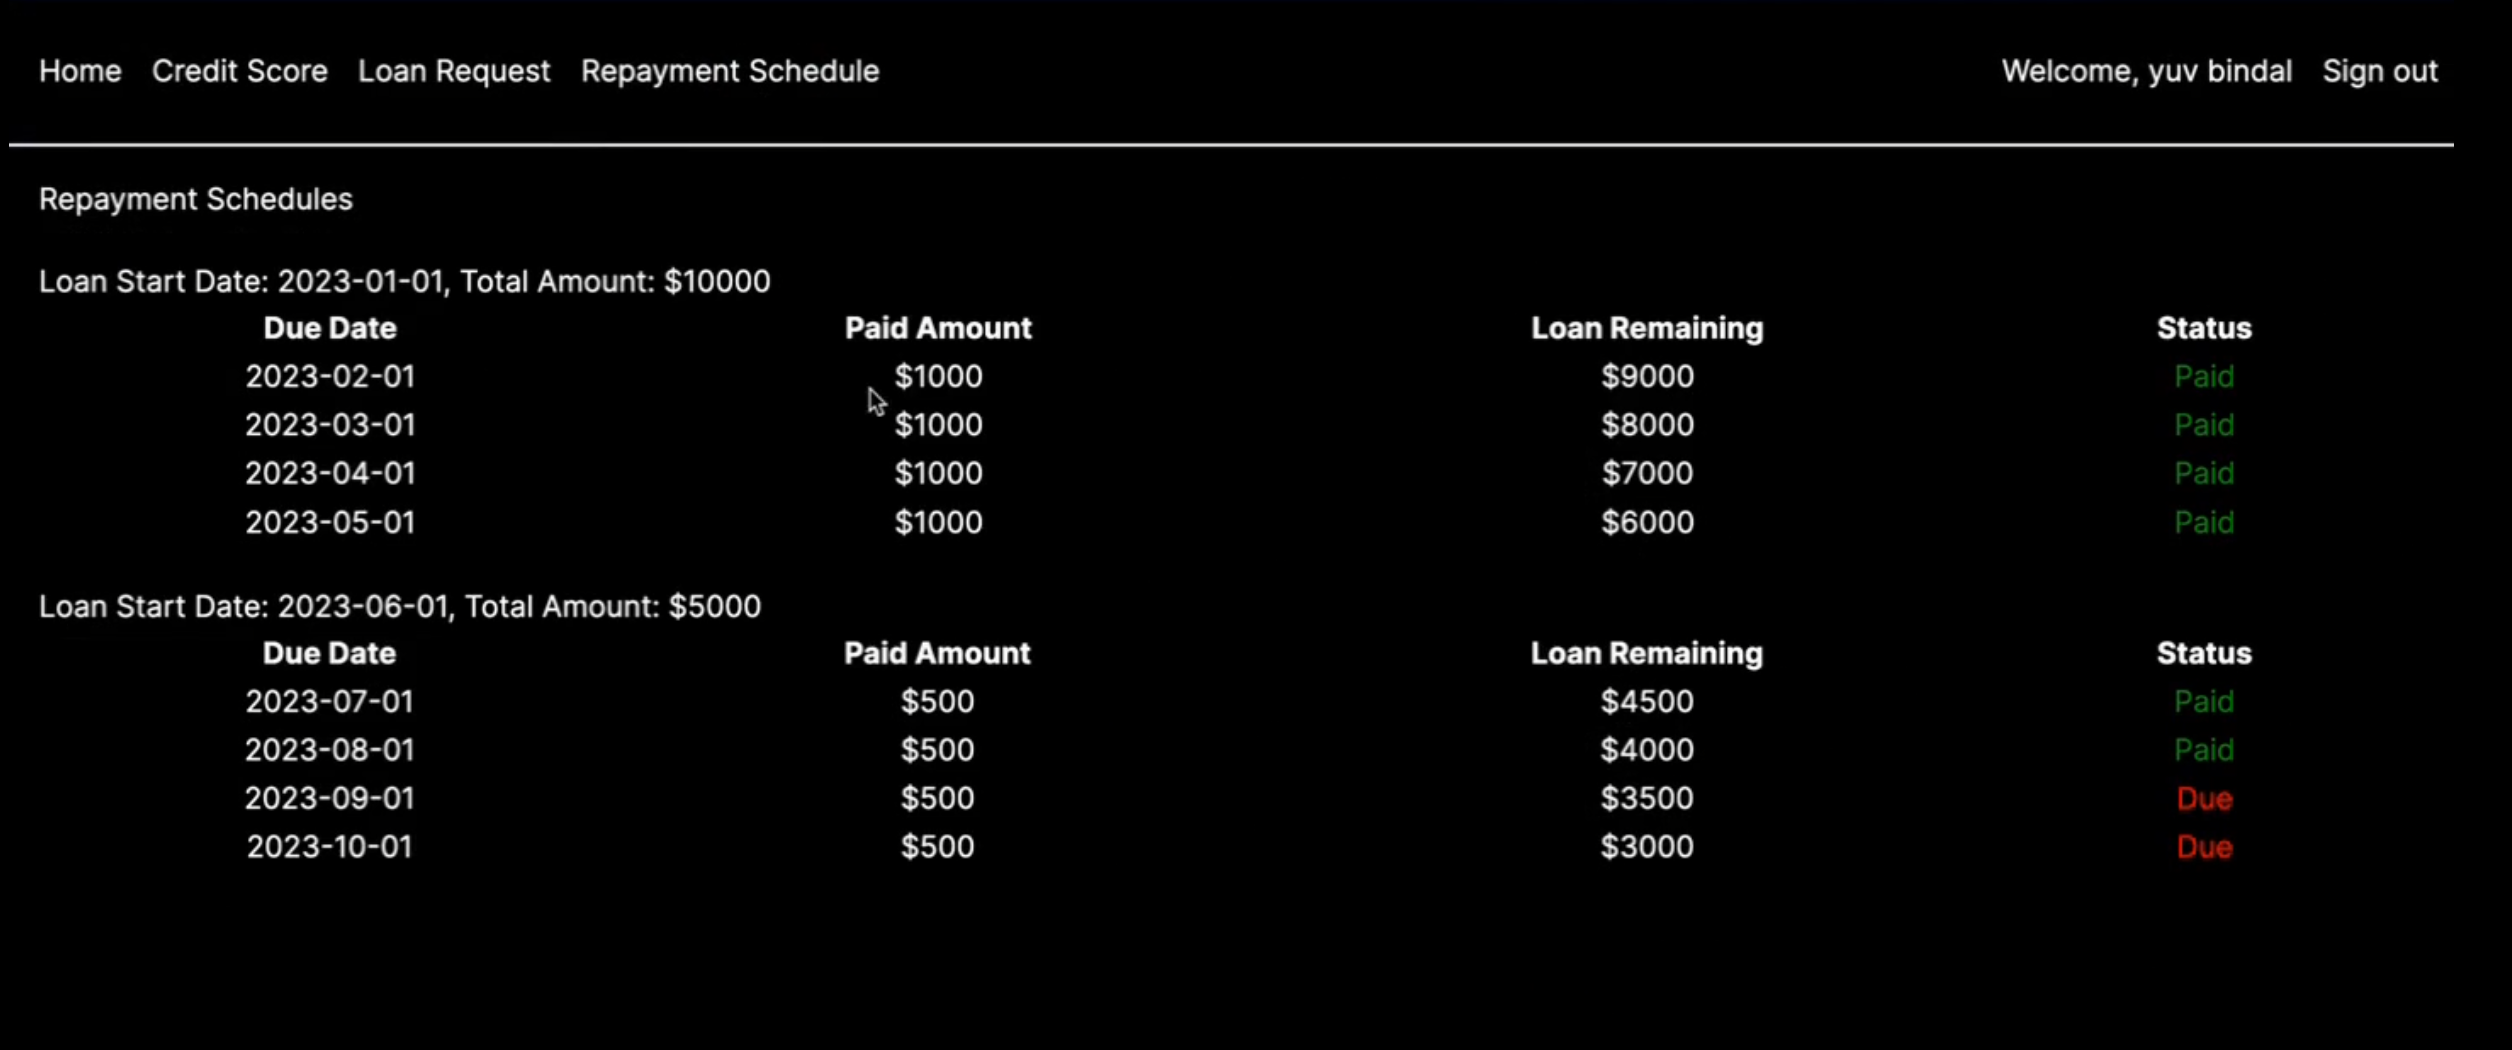 Home Credit Score Loan Request Repayment Schedule Welcome, yuv bindal Sign out
Repayment Schedules
Loan Start Date: 2023-01-01, Total Amount: $10000
Due Date Paid Amount Loan Remaining Status
2023-02-01 $1000 $9000 Paid
2023-03-01 $1000 $8000 Paid
2023-04-01 $1000 $7000 Paid
2023-05-01 $1000 $6000 Paid
Loan Start Date: 2023-06-01, Total Amount: $5000
Due Date Paid Amount Loan Remaining Status
2023-07-01 $500 $4500 Paid
2023-08-01 $500 $4000 Paid
2023-09-01 $500 $3500 Due
2023-10-01 $500 $3000 Due